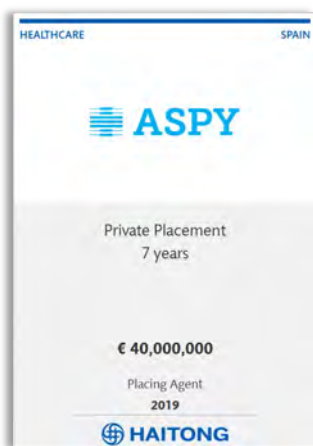 HEALTHCARE SPAIN
ASPY
Private Placement
7 years
€ 40,000,000
Placing Agent
2019
HAITONG